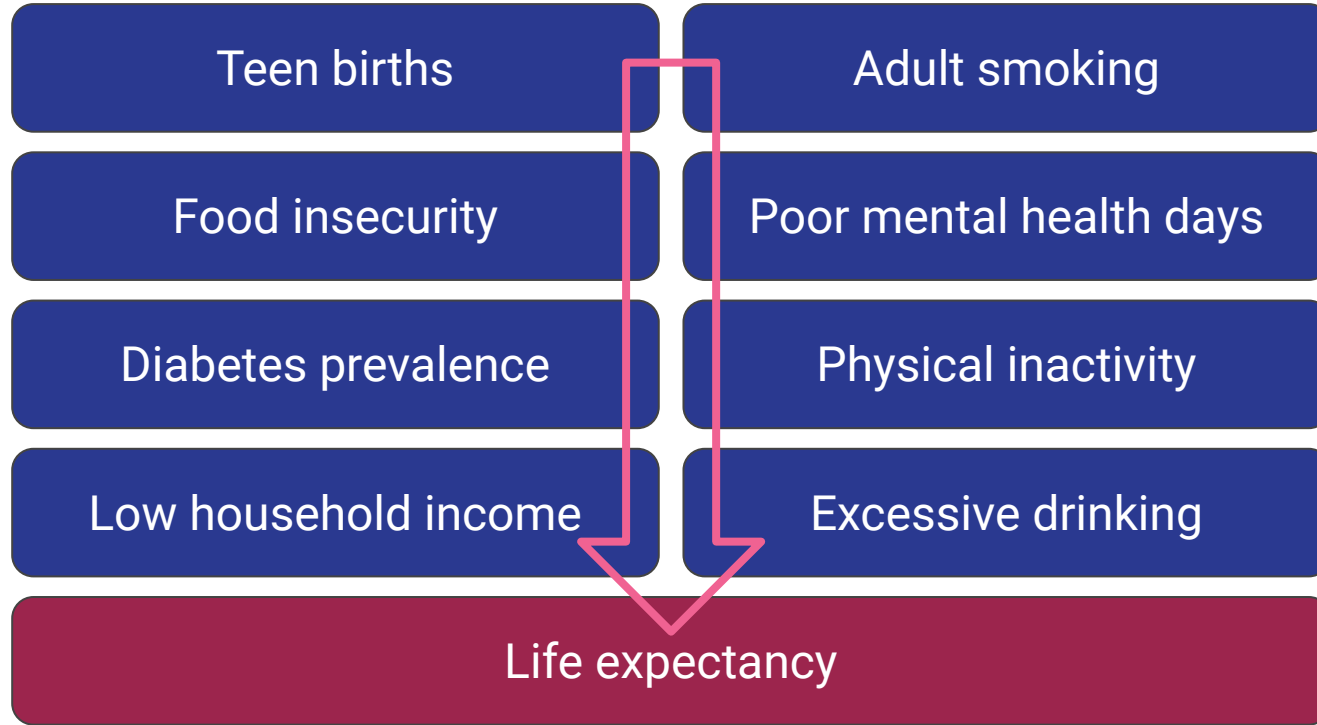 Teen births
Adult smoking
Food insecurity
Poor mental health days
Diabetes prevalence
Physical inactivity
Low household income
Excessive drinking
Life expectancy